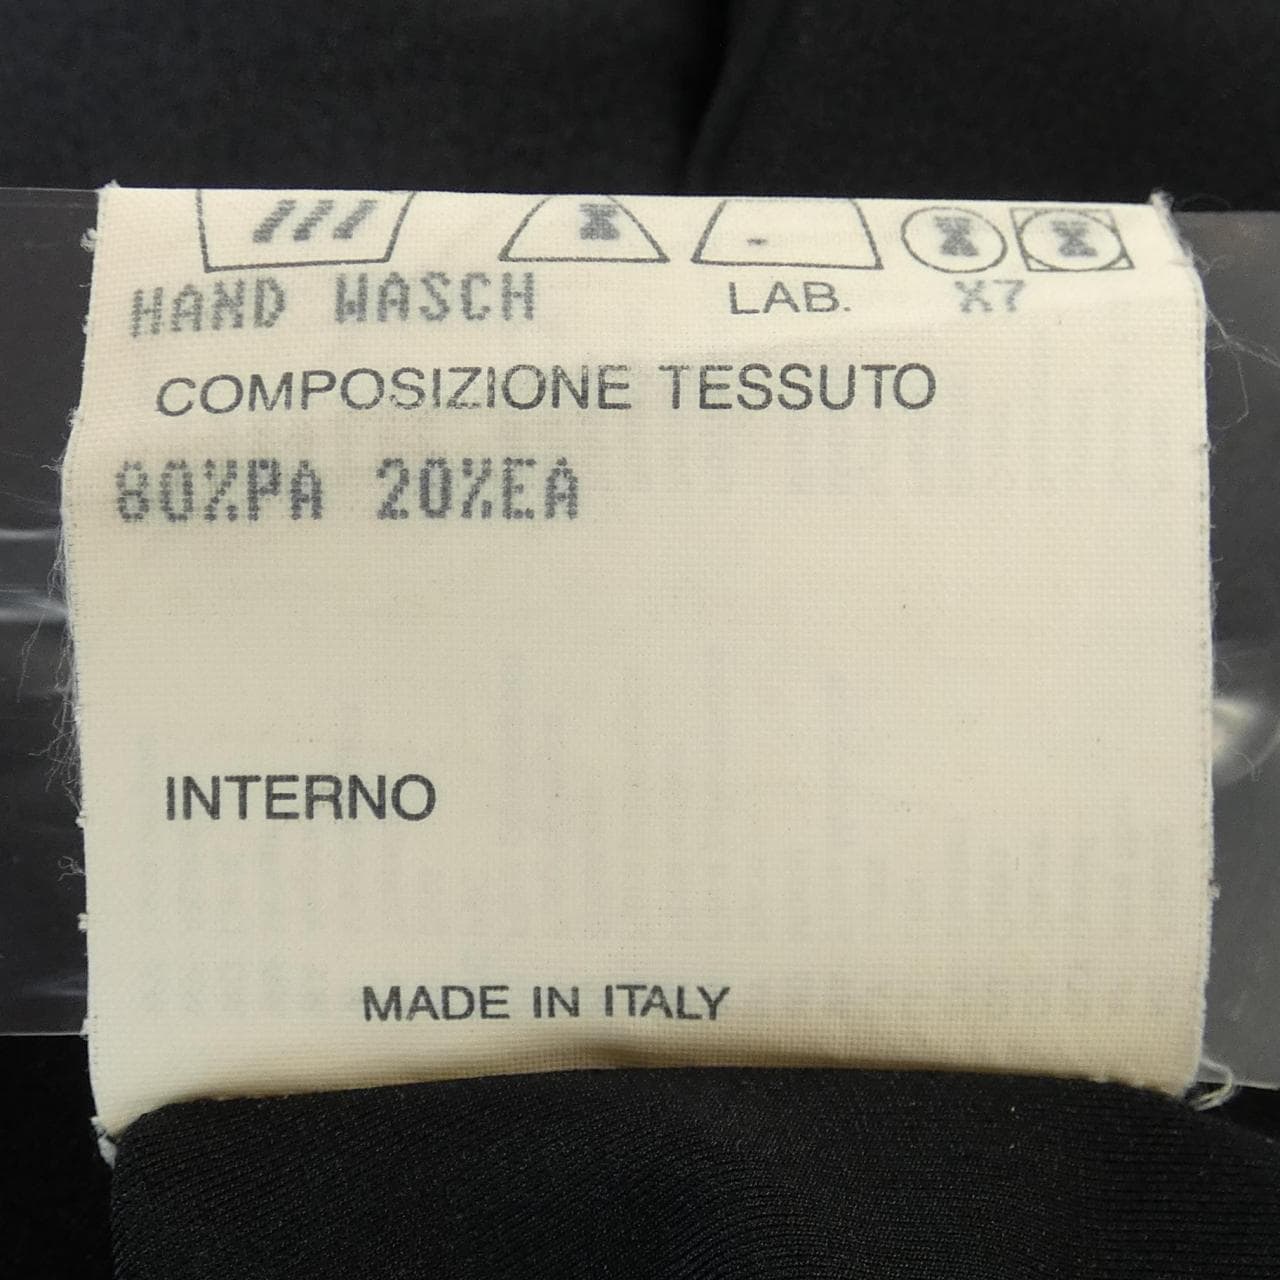 HAND WASCH LAB. X7
COMPOSIZIONE TESSUTO
80%PA 20%EA
INTERNO
MADE IN ITALY